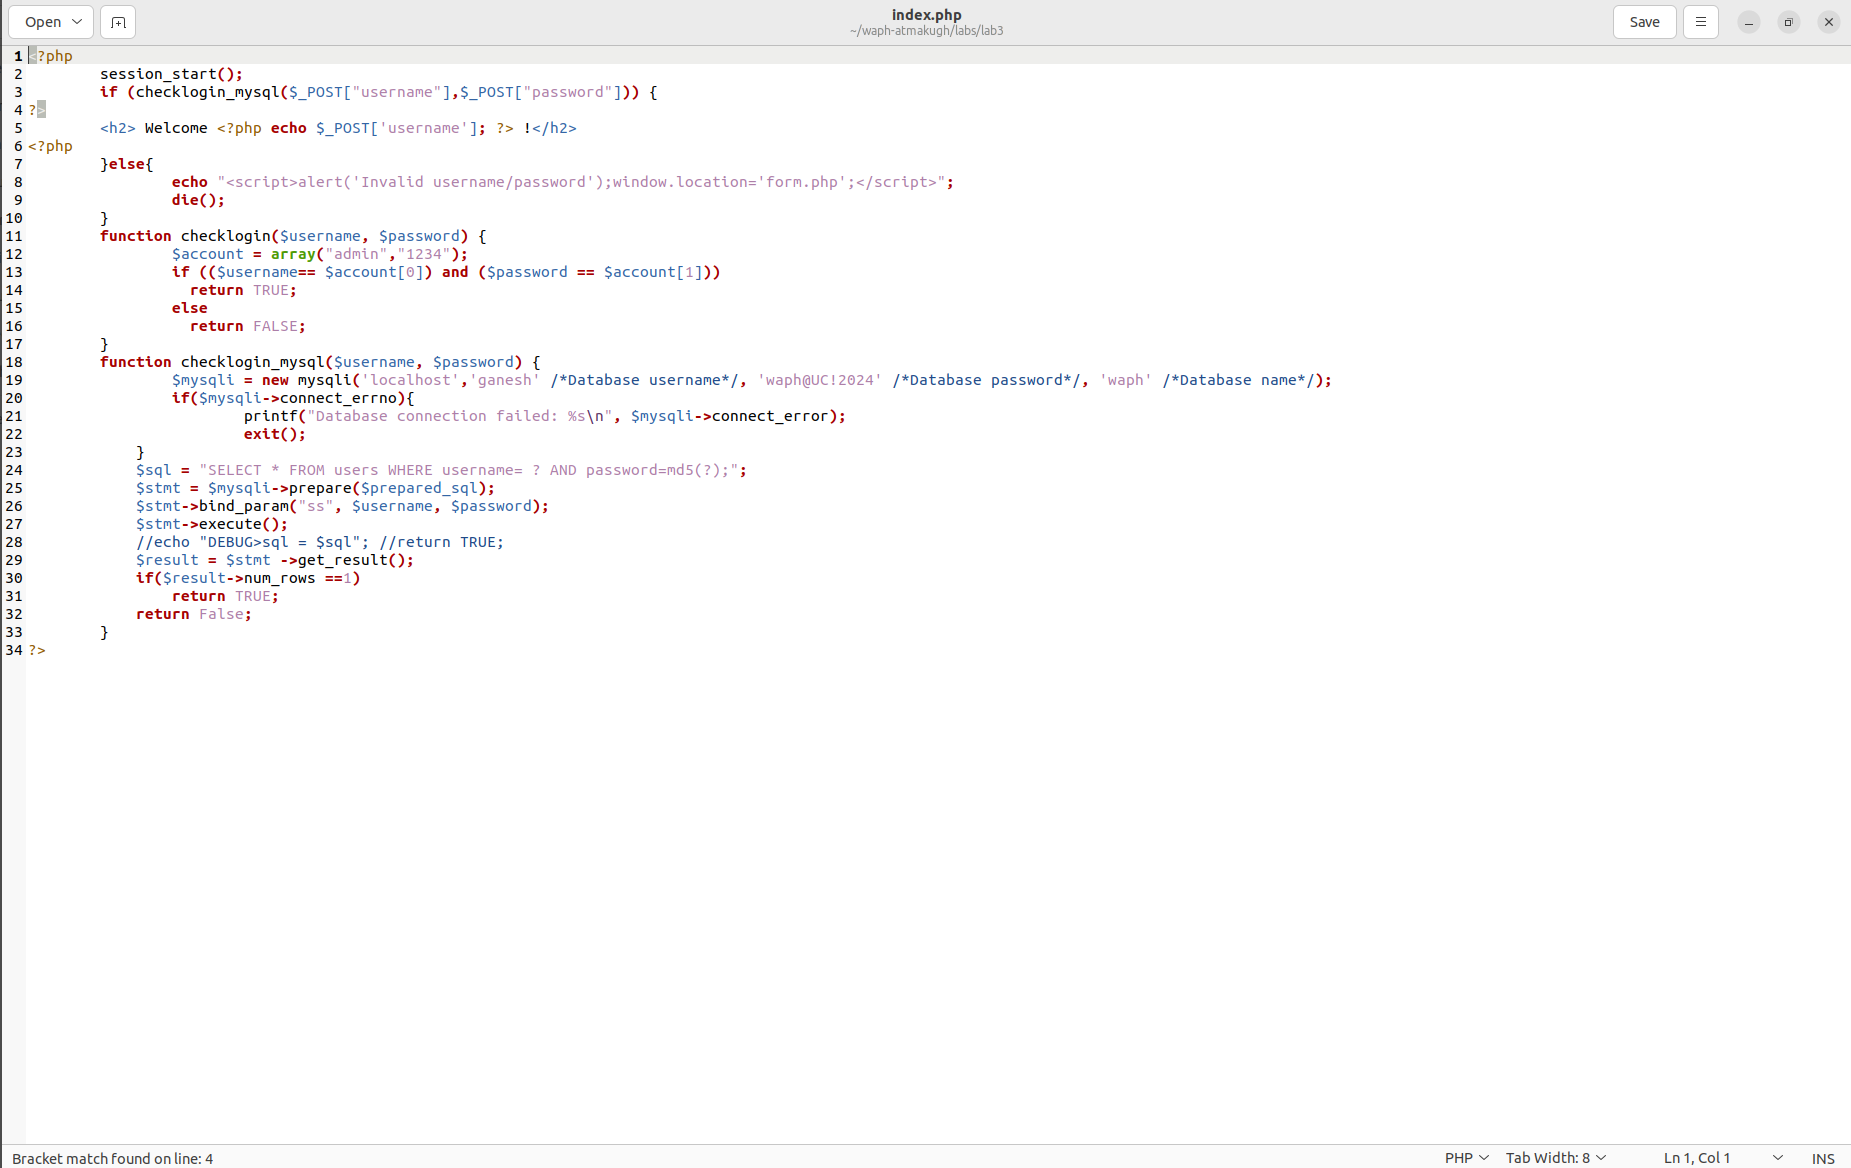 Open
index.php
~/waph-atmakugh/labs/lab3
Save
1 <?php
2 session_start();
3 if (checklogin_mysql($_POST["username"],$_POST["password"])) {
4 ?>
5 <h2> Welcome <?php echo $_POST['username']; ?> !</h2>
6 <?php
7 }else{
8 echo "<script>alert('Invalid username/password');window.location='form.php';</script>";
9 die();
10 }
11 function checklogin($username, $password) {
12 $account = array("admin","1234");
13 if (($username== $account[0]) and ($password == $account[1]))
14 return TRUE;
15 else
16 return FALSE;
17 }
18 function checklogin_mysql($username, $password) {
19 $mysqli = new mysqli('localhost','ganesh' /*Database username*/, 'waph@UC!2024' /*Database password*/, 'waph' /*Database name*/);
20 if($mysqli->connect_errno){
21 printf("Database connection failed: %s\n", $mysqli->connect_error);
22 exit();
23 }
24 $sql = "SELECT * FROM users WHERE username= ? AND password=md5(?);";
25 $stmt = $mysqli->prepare($prepared_sql);
26 $stmt->bind_param("ss", $username, $password);
27 $stmt->execute();
28 //echo "DEBUG>sql = $sql"; //return TRUE;
29 $result = $stmt ->get_result();
30 if($result->num_rows ==1)
31 return TRUE;
32 return False;
33 }
34 ?>
Bracket match found on line: 4
PHP
Tab Width: 8
Ln 1, Col 1
INS